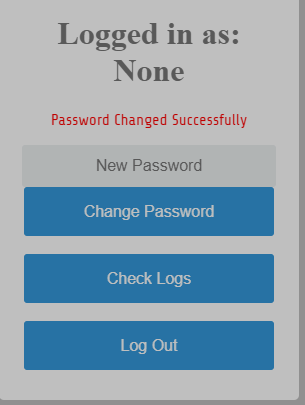 Logged in as:
None
Password Changed Successfully
New Password
Change Password
Check Logs
Log Out